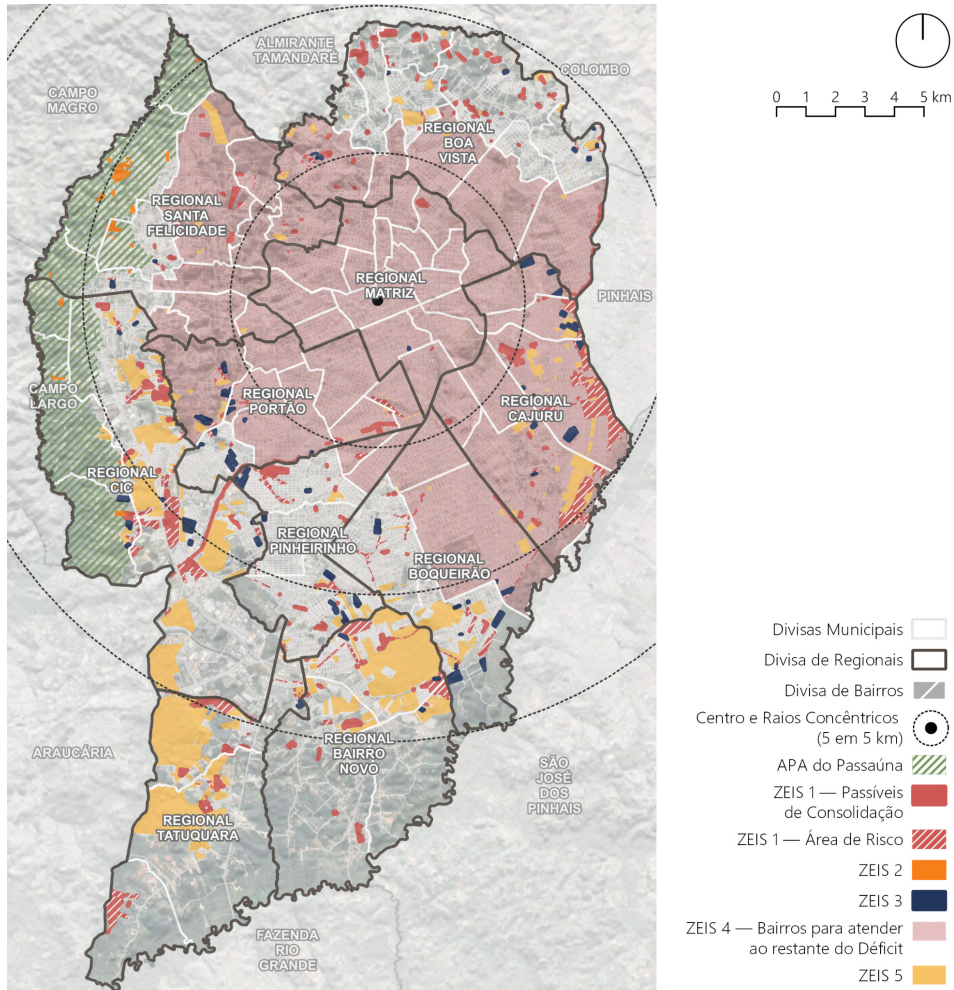 ALMIRANTE
TAMANDARÉ
COLOMBO
CAMPO
MAGRO
REGIONAL
BOA
VISTA
REGIONAL
SANTA
FELICIDADE
REGIONAL
MATRIZ
PINHAIS
CAMPO
LARGO
REGIONAL
PORTÃO
REGIONAL
CAJURU
REGIONAL
CIC
REGIONAL
PINHEIRINHO
REGIONAL
BOQUEIRÃO
ARAUCÁRIA
REGIONAL
BAIRRO
NOVO
SÃO
JOSÉ
DOS
PINHAIS
REGIONAL
TATUQUARA
FAZENDA
RIO
GRANDE
0 1 2 3 4 5 km
Divisas Municipais
Divisa de Regionais
Divisa de Bairros
Centro e Raios Concêntricos
(5 em 5 km)
APA do Passaúna
ZEIS 1 — Passíveis
de Consolidação
ZEIS 1 — Área de Risco
ZEIS 2
ZEIS 3
ZEIS 4 — Bairros para atender
ao restante do Déficit
ZEIS 5